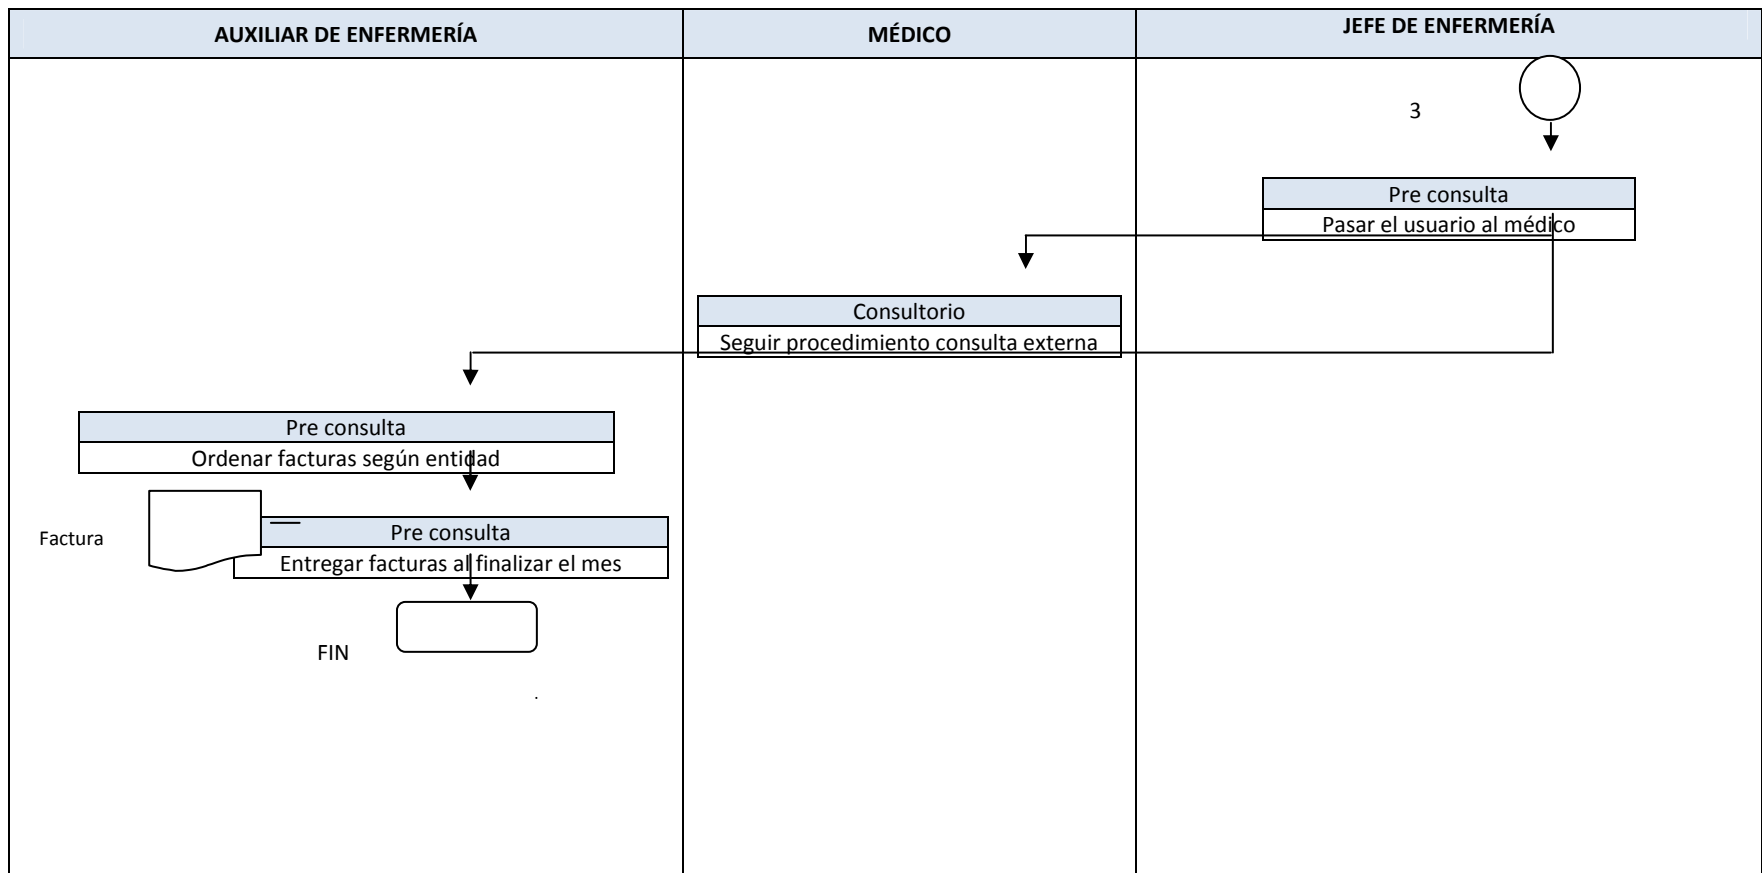 AUXILIAR DE ENFERMERÍA
MÉDICO
JEFE DE ENFERMERÍA
3
Pre consulta
Pasar el usuario al médico
Consultorio
Seguir procedimiento consulta externa
Pre consulta
Ordenar facturas según entidad
Factura
Pre consulta
Entregar facturas al finalizar el mes
FIN
.